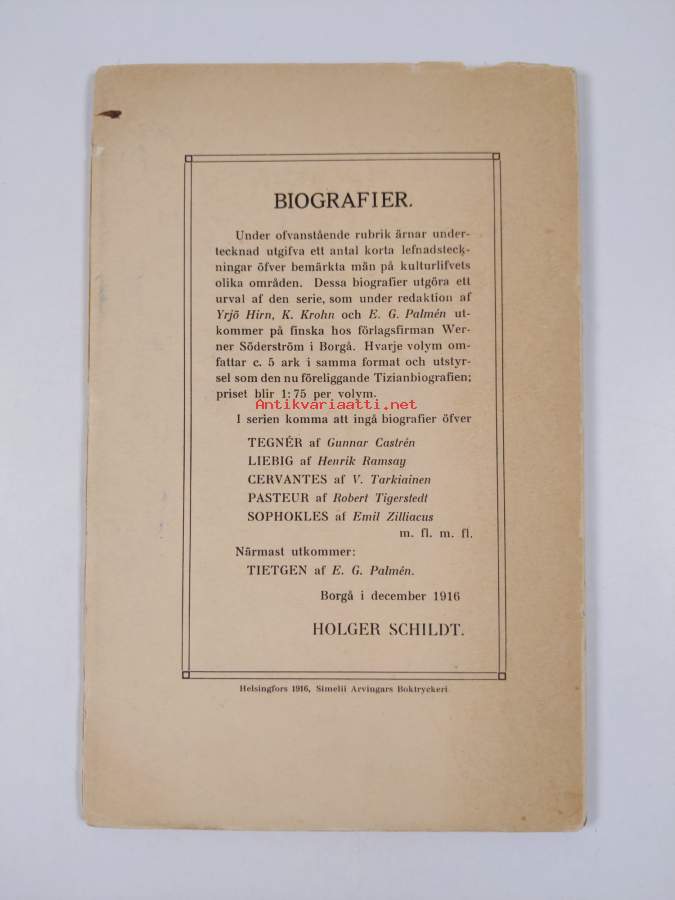 BIOGRAFIER.
Under ofvanstående rubrik ärnar under-
tecknad utgifva ett antal korta lefnadsteck-
ningar öfver bemärkta män på kulturlifvets
olika områden. Dessa biografier utgöra ett
urval af den serie, som under redaktion af
Yrjö Hirn, K. Krohn och E. G. Palmén ut-
kommer på finska hos förlagsfirman Wer-
ner Söderström i Borgå. Hvarje volym om-
fattar c. 5 ark i samma format och utstyr-
sel som den nu föreliggande Tizianbiografien;
priset blir 1:75 per volym.
Antikvariaatti.net
I serien komma att ingå biografier öfver
TEGNÉR af Gunnar Castrén
LIEBIG af Henrik Ramsay
CERVANTES af V. Tarkiainen
PASTEUR af Robert Tigerstedt
SOPHOKLES af Emil Zilliacus
m. fl. m. fl.
Närmast utkommer:
TIETGEN af E. G. Palmén.
Borgå i december 1916
HOLGER SCHILDT.
Helsingfors 1916, Simelii Arvingars Boktryckeri